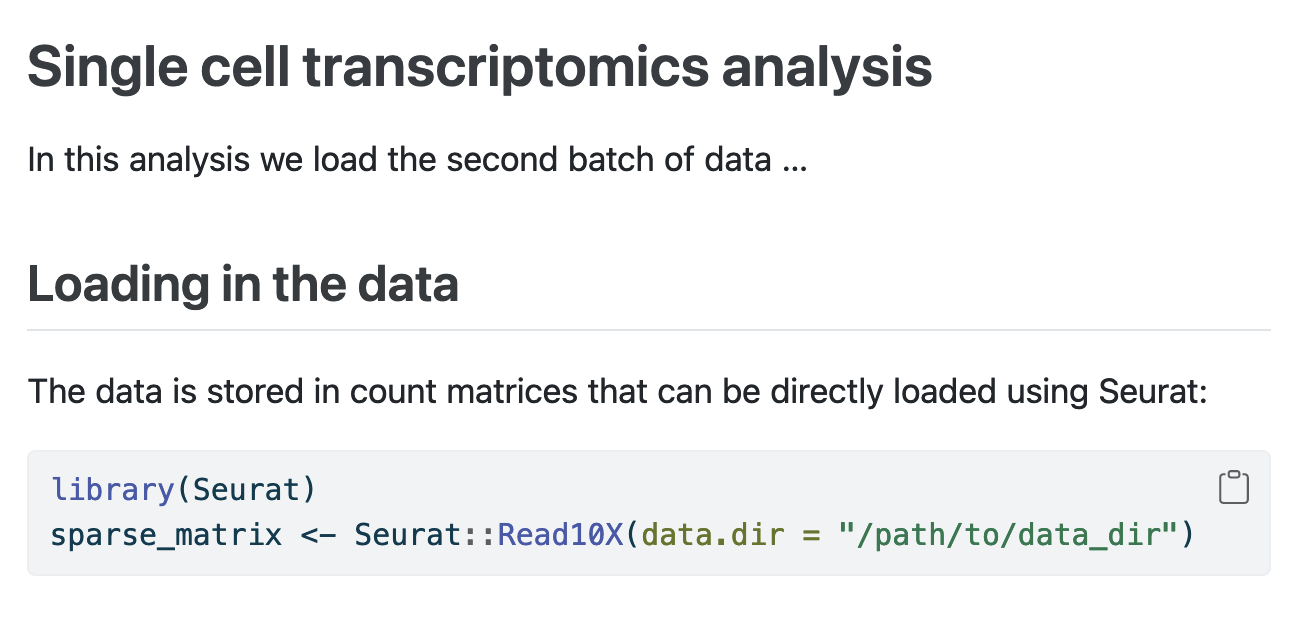 Single cell transcriptomics analysis
In this analysis we load the second batch of data ...
Loading in the data
The data is stored in count matrices that can be directly loaded using Seurat:
library(Seurat)
sparse_matrix <- Seurat::Read10X(data.dir = "/path/to/data_dir")